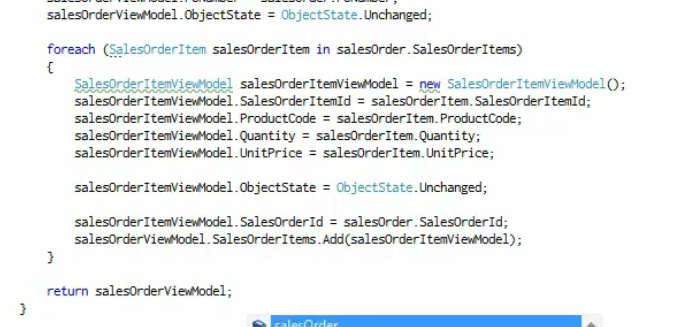 salesOrderViewModel.ObjectState = ObjectState.Unchanged;
foreach (SalesOrderItem salesOrderItem in salesOrder.SalesOrderItems)
{
SalesOrderItemViewModel salesOrderItemViewModel = new SalesOrderItemViewModel();
salesOrderItemViewModel.SalesOrderItemId = salesOrderItem.SalesOrderItemId;
salesOrderItemViewModel.ProductCode = salesOrderItem.ProductCode;
salesOrderItemViewModel.Quantity = salesOrderItem.Quantity;
salesOrderItemViewModel.UnitPrice = salesOrderItem.UnitPrice;
salesOrderItemViewModel.ObjectState = ObjectState.Unchanged;
salesOrderItemViewModel.SalesOrderId = salesOrder.SalesOrderId;
salesOrderViewModel.SalesOrderItems.Add(salesOrderItemViewModel);
}
return salesOrderViewModel;
}
salesOrder